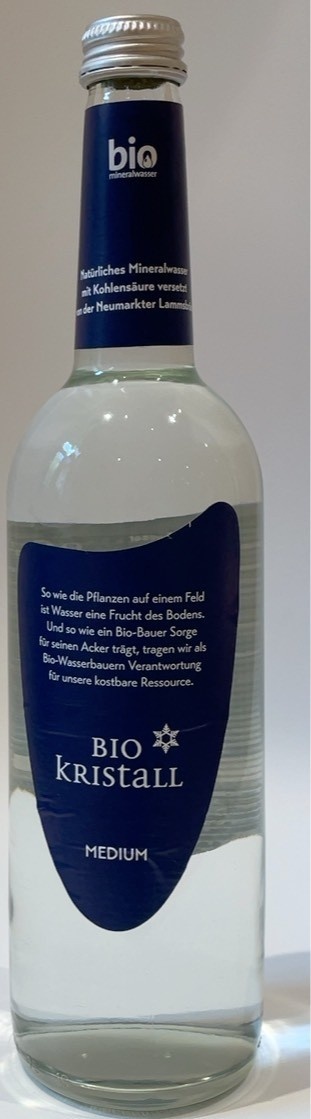 bio
mineralwasser
Natürliches Mineralwasser
mit Kohlensäure versetzt
der Neumarkter
So wie die Pflanzen auf einem Feld
ist Wasser eine Frucht des Bodens.
Und so wie ein Bio-Bauer Sorge
für seinen Acker trägt, tragen wir als
Bio-Wasserbauern Verantwortung
für unsere kostbare Ressource.
BIO
KRISTALL
MEDIUM